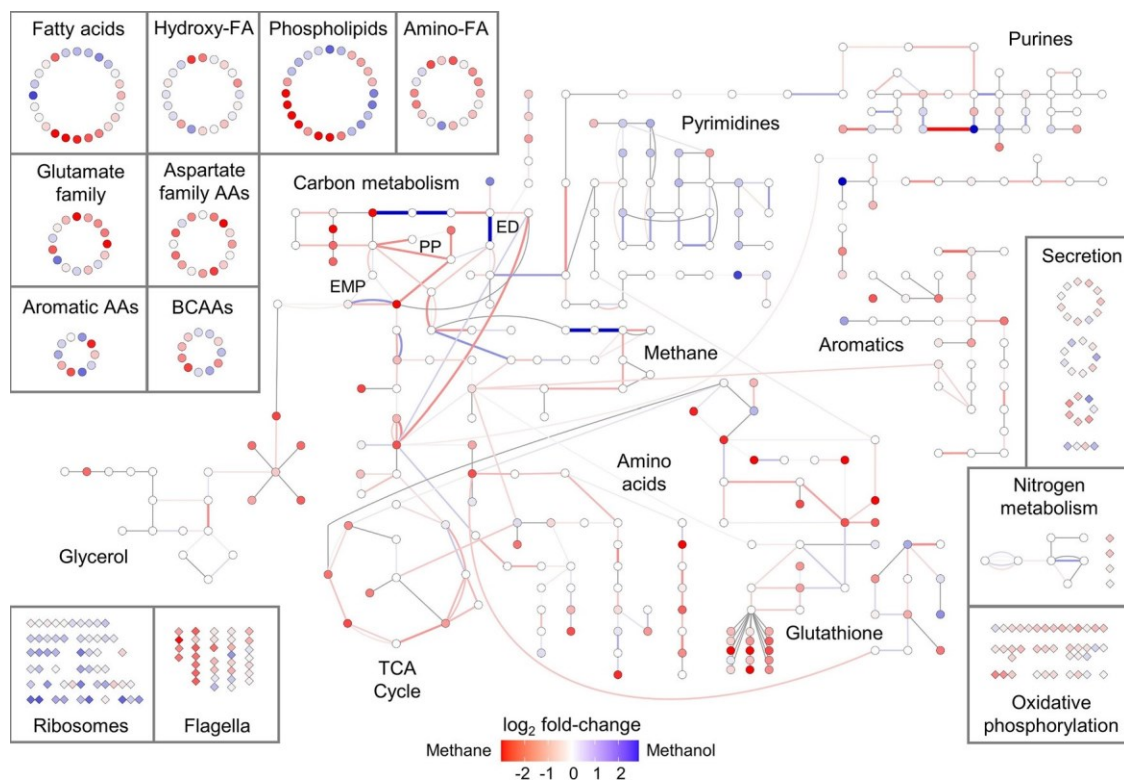 Fatty acids
Hydroxy-FA
Phospholipids
Amino-FA
Purines
Pyrimidines
Glutamate
family
Aspartate
family AAs
Carbon metabolism
ED
PP
EMP
Secretion
Aromatic AAs
BCAAs
Methane
Aromatics
Amino
acids
Nitrogen
metabolism
Glycerol
Glutathione
TCA
Cycle
Ribosomes
Flagella
Oxidative
phosphorylation
log2 fold-change
Methane
Methanol
-2 -1 0 1 2